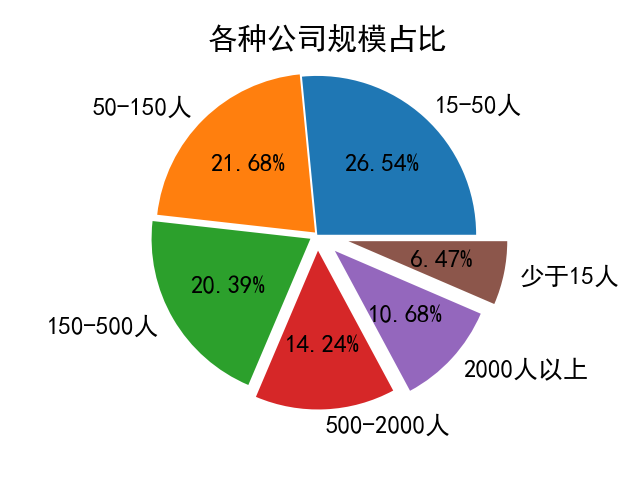 各种公司规模占比
50-150人
15-50人
21.68%
26.54%
6.47%
少于15人
20.39%
10.68%
150-500人
14.24%
2000人以上
500-2000人